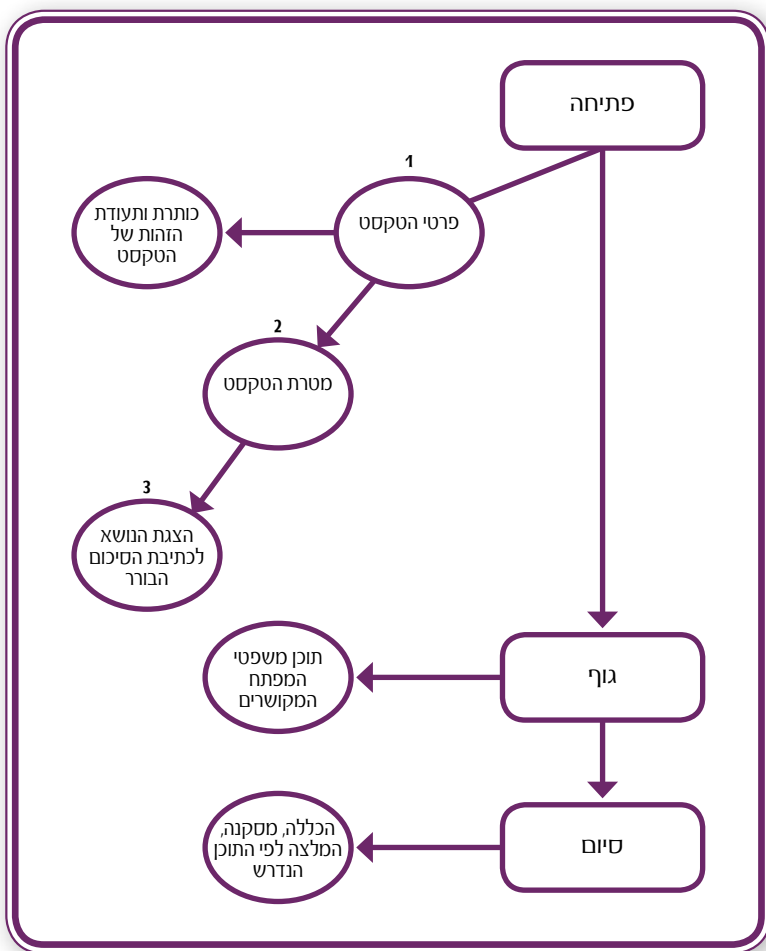 פתיחה
1
פרטי הטקסט
כותרת ותעודת
הזהות של
הטקסט
2
מטרת הטקסט
3
הצגת הנושא
לכתיבת הסיכום
הבורר
גוף
תוכן משפטי
המפתח
המקושרים
סיום
הכללה, מסקנה,
המלצה לפי התוכן
הנדרש